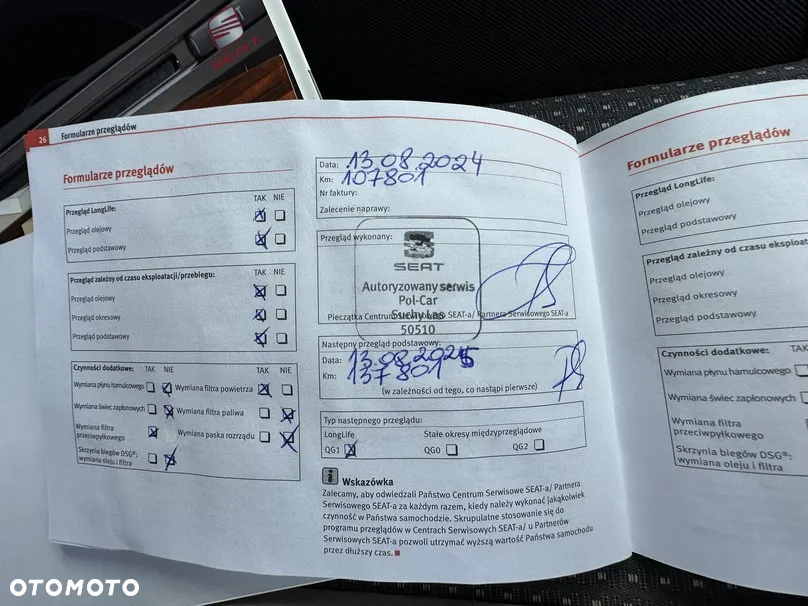 SEAT
26 Formularze przeglądów
Formularze przeglądów
TAK NIE
Przegląd LongLife:
Przegląd olejowy
Przegląd podstawowy
Przegląd zależny od czasu eksploatacji/przebiegu:
TAK NIE
Przegląd olejowy
Przegląd okresowy
Przegląd podstawowy
Czynności dodatkowe:
TAK NIE
TAK NIE
Wymiana płynu hamulcowego
Wymiana filtra powietrza
Wymiana świec zapłonowych
Wymiana filtra paliwa
Wymiana filtra
przeciwpyłkowego
Wymiana paska rozrządu
Skrzynia biegów DSG®:
wymiana oleju i filtra
Data: 13.08.2024
Km: 107801
Nr faktury:
Zalecenie naprawy:
Przegląd wykonany:
SEAT
Autoryzowany serwis
Pol-Car
Suchy Las
50510
Pieczątka Centrum Serwisowego SEAT-a/ Partnera Serwisowego SEAT-a
Następny przegląd podstawowy:
Data: 13.08.2025
Km: 137801
(w zależności od tego, co nastąpi pierwsze)
Typ następnego przeglądu:
LongLife
Stałe okresy międzyprzeglądowe
QG1
QG0
QG2
Wskazówka
Zalecamy, aby odwiedzali Państwo Centrum Serwisowe SEAT-a/ Partnera
Serwisowego SEAT-a za każdym razem, kiedy należy wykonać jakąkolwiek
czynność w Państwa samochodzie. Skrupulatne stosowanie się do
programu przeglądów w Centrach Serwisowych SEAT-a/ u Partnerów
Serwisowych SEAT-a pozwoli utrzymać wyższą wartość Państwa samochodu
przez dłuższy czas.
Formularze przeglądów
Przegląd LongLife:
Przegląd olejowy
Przegląd podstawowy
Przegląd zależny od czasu eksploata
Przegląd olejowy
Przegląd okresowy
Przegląd podstawowy
Czynności dodatkowe:
TAK
Wymiana płynu hamulcowego
Wymiana świec zapłonowych
Wymiana filtra
przeciwpyłkowego
Skrzynia biegów DSG®:
wymiana oleju i filtra
OTOMOTO